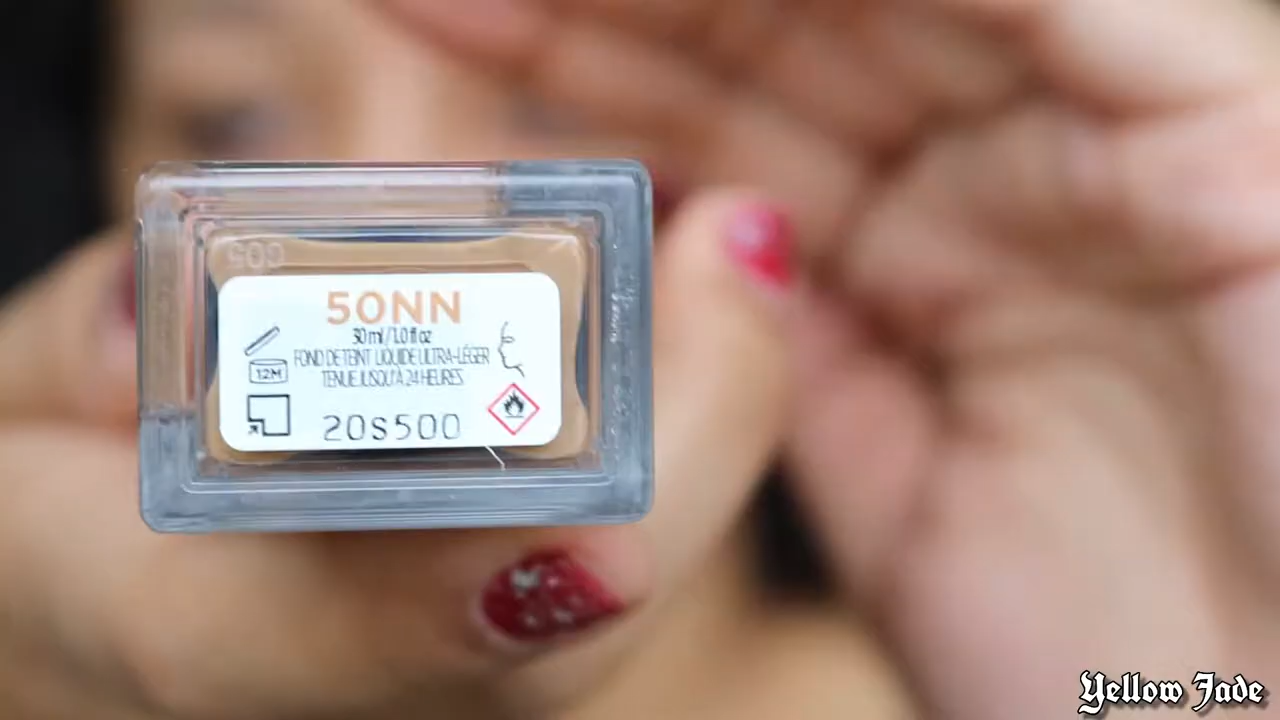 50NN
30 ml / 1.0 fl oz
FOND DE TEINT LIQUIDE ULTRA-LÉGER
TENUE JUSQU'À 24 HEURES
12M
20S500
Yellow Jade